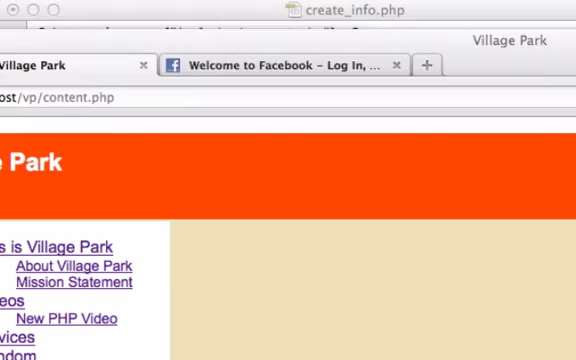 create_info.php
Village Park
Village Park
Welcome to Facebook – Log In, ...
ost/vp/content.php
e Park
s is Village Park
About Village Park
Mission Statement
eos
New PHP Video
vices
ndom